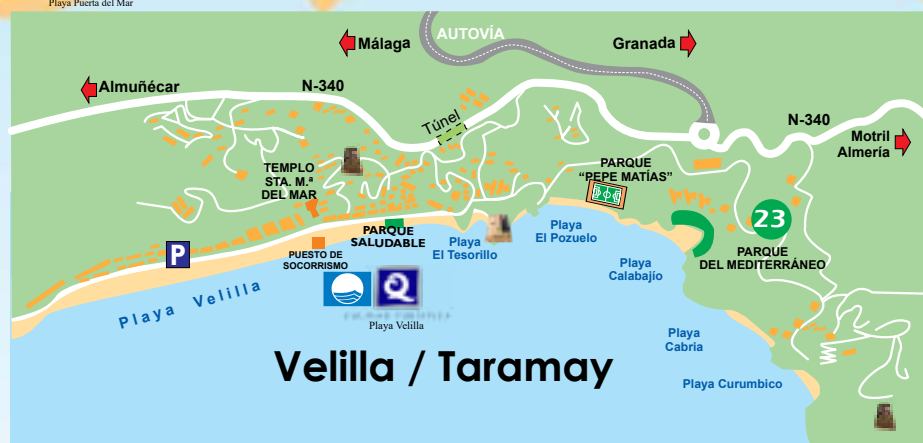 Playa Puerta del Mar
AUTOVÍA
Málaga
Granada
Almuñécar
N-340
Túnel
N-340
Motril
Almería
TEMPLO
STA. M.ª
DEL MAR
PARQUE
“PEPE MATÍAS”
23
PARQUE
SALUDABLE
Playa
El Tesorillo
Playa
El Pozuelo
P
PUESTO DE
SOCORRISMO
PARQUE
DEL MEDITERRÁNEO
Playa
Calabajío
Playa Velilla
Q
Playa Velilla
Playa
Cabria
Velilla / Taramay
Playa Curumbico